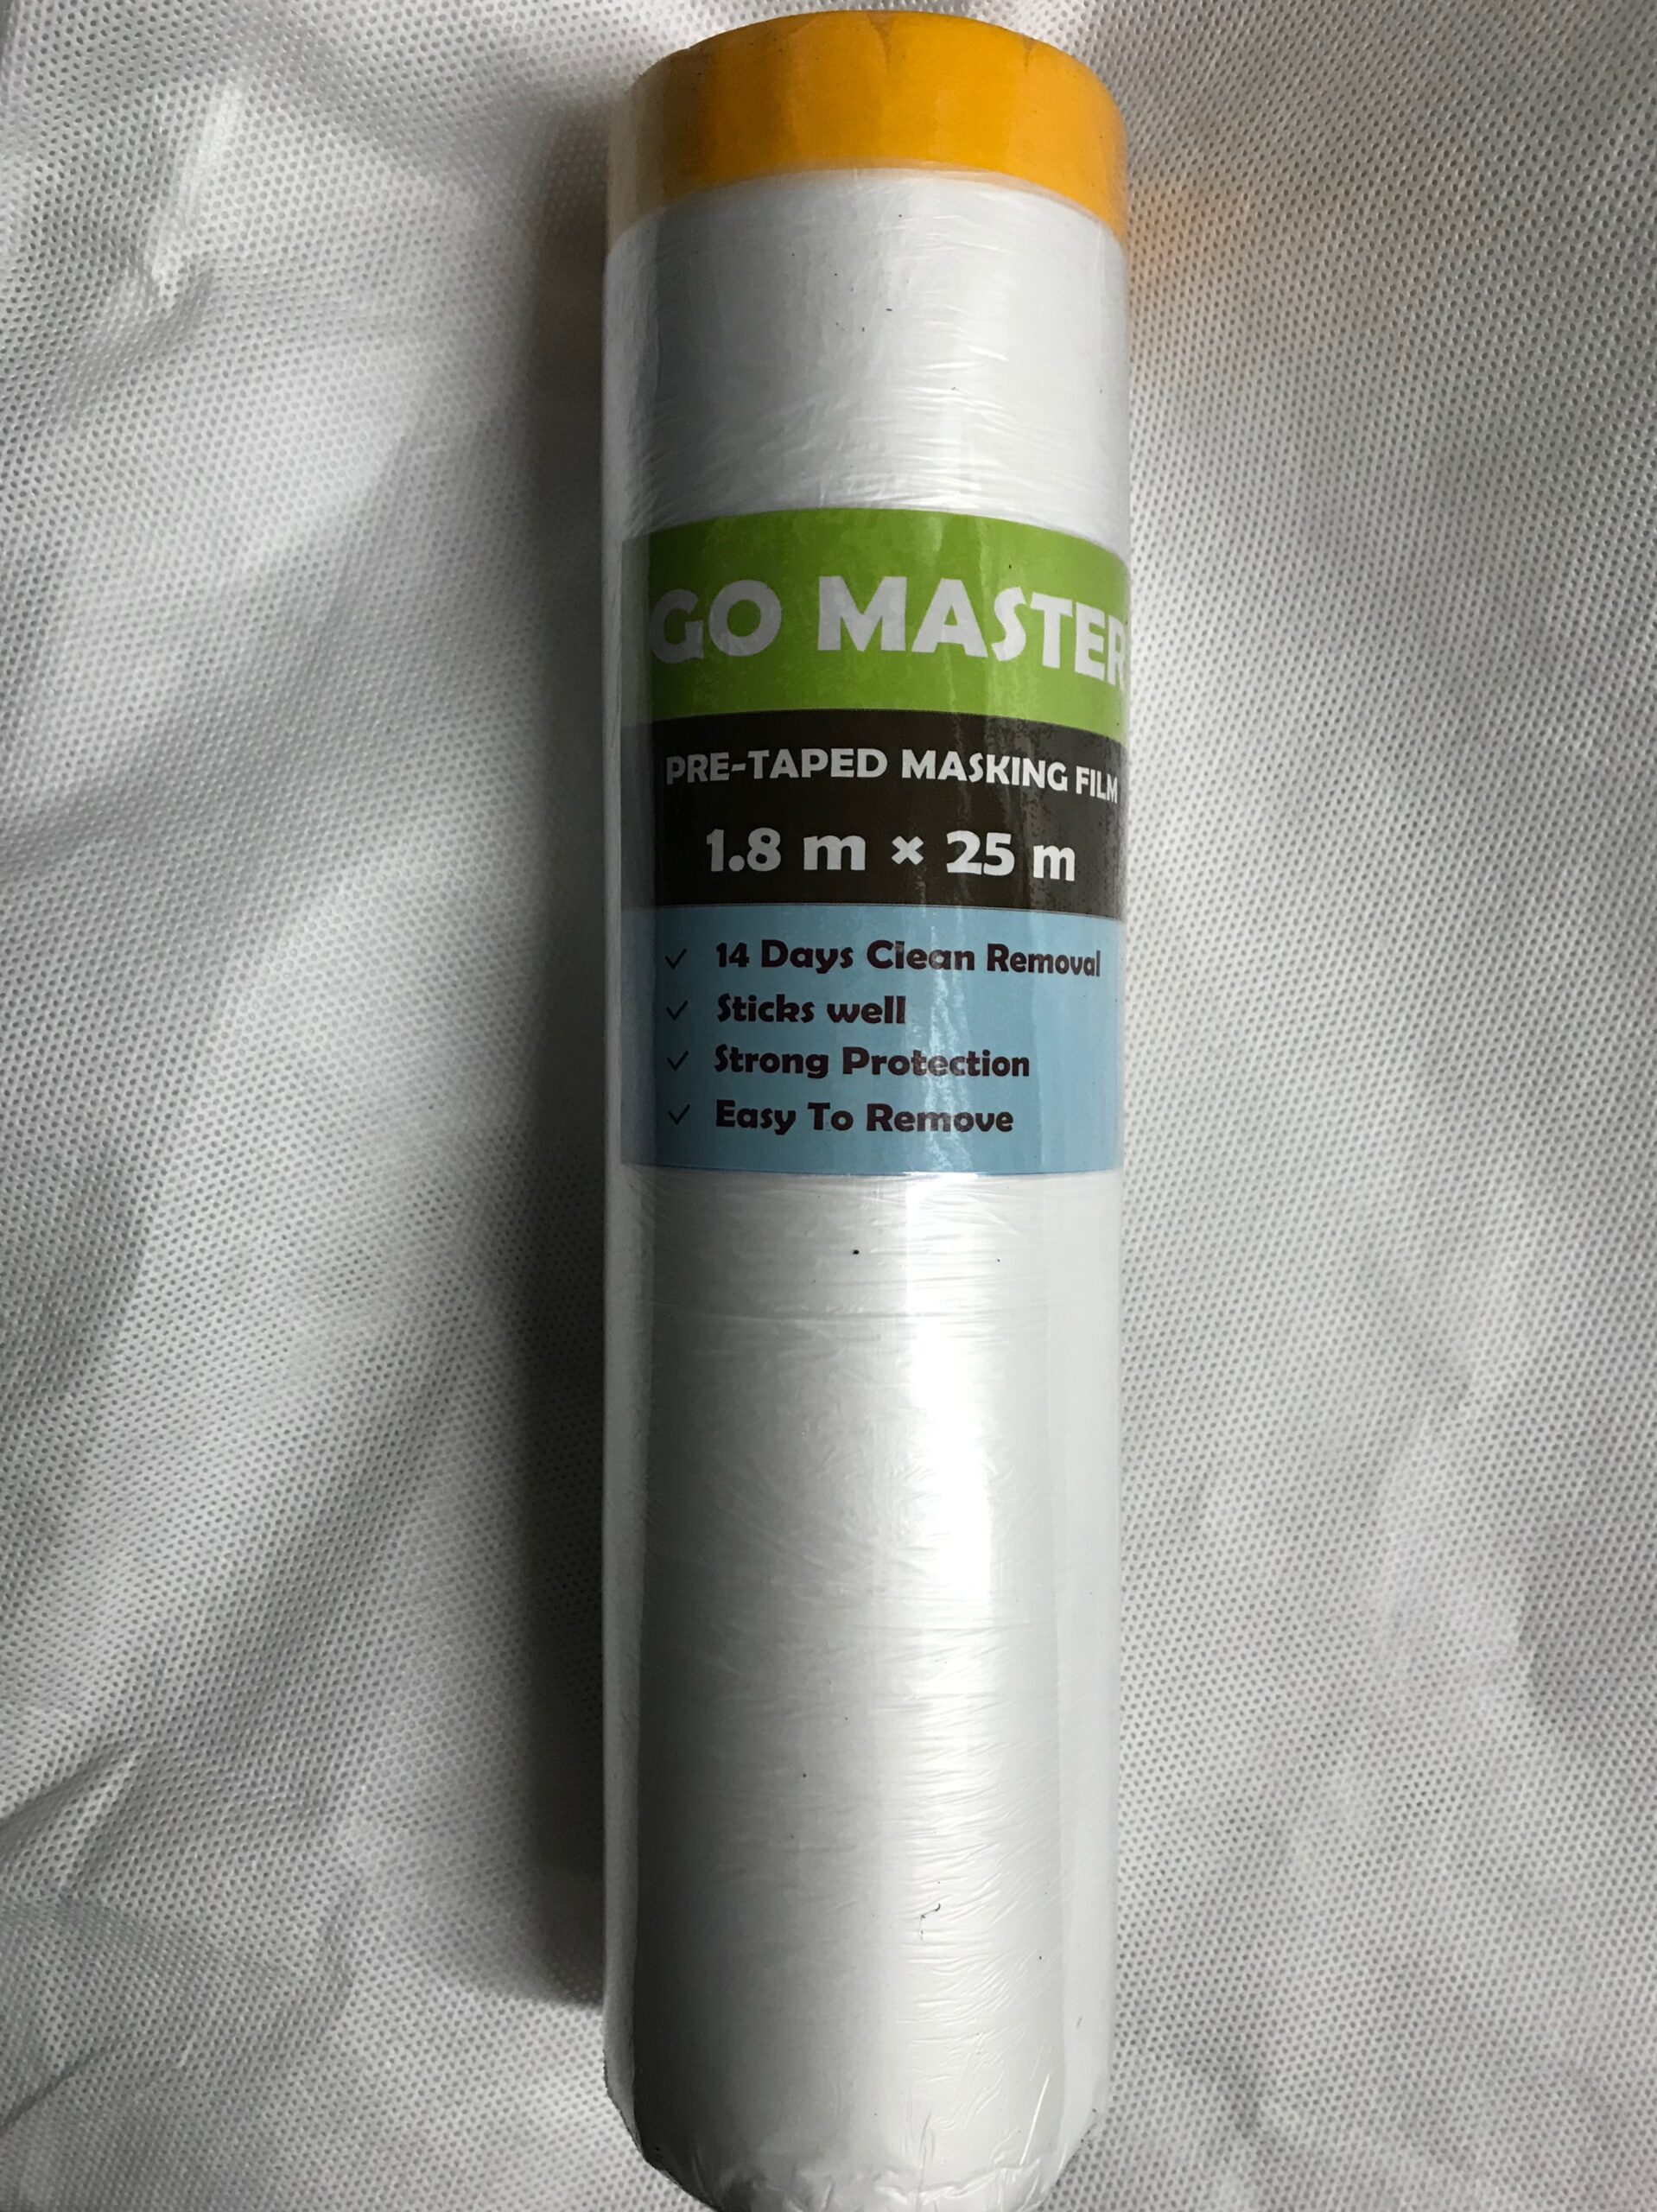 GO MASTER
PRE-TAPED MASKING FILM
1.8 m × 25 m
✓ 14 Days Clean Removal
✓ Sticks well
✓ Strong Protection
✓ Easy To Remove